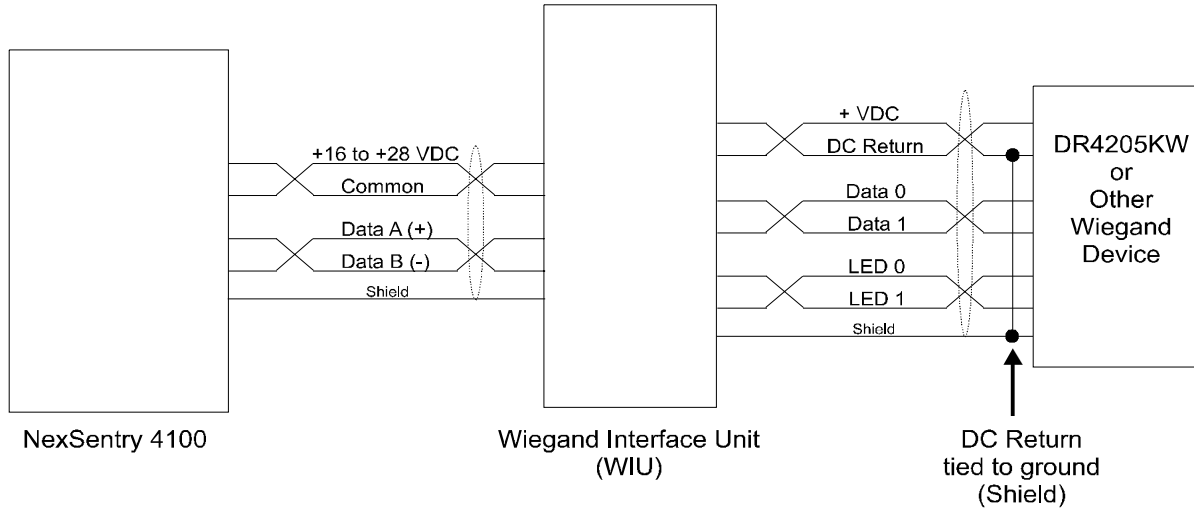 +16 to +28 VDC
Common
Data A (+)
Data B (-)
Shield
NexSentry 4100
+ VDC
DC Return
Data 0
Data 1
LED 0
LED 1
Shield
Wiegand Interface Unit
(WIU)
DR4205KW
or
Other
Wiegand
Device
DC Return
tied to ground
(Shield)